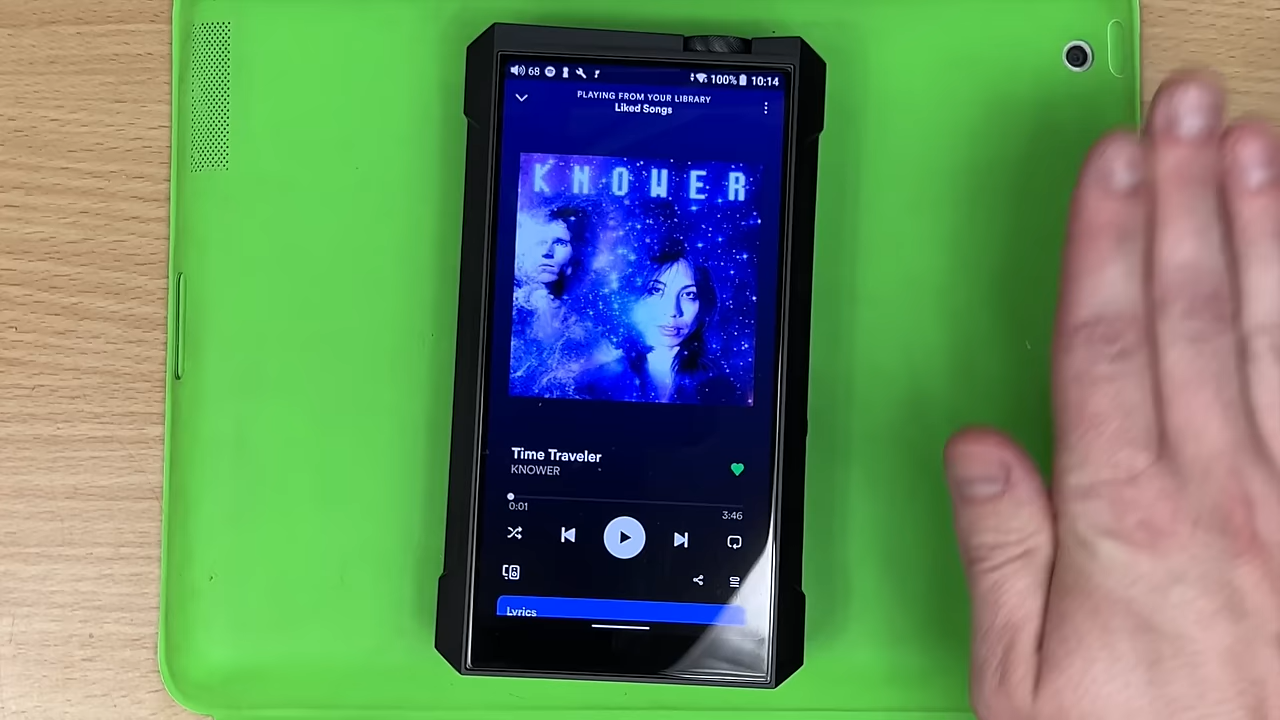 68 100% 10:14
PLAYING FROM YOUR LIBRARY
Liked Songs
KNOWER
Time Traveler
KNOWER
0:01 3:46
Lyrics